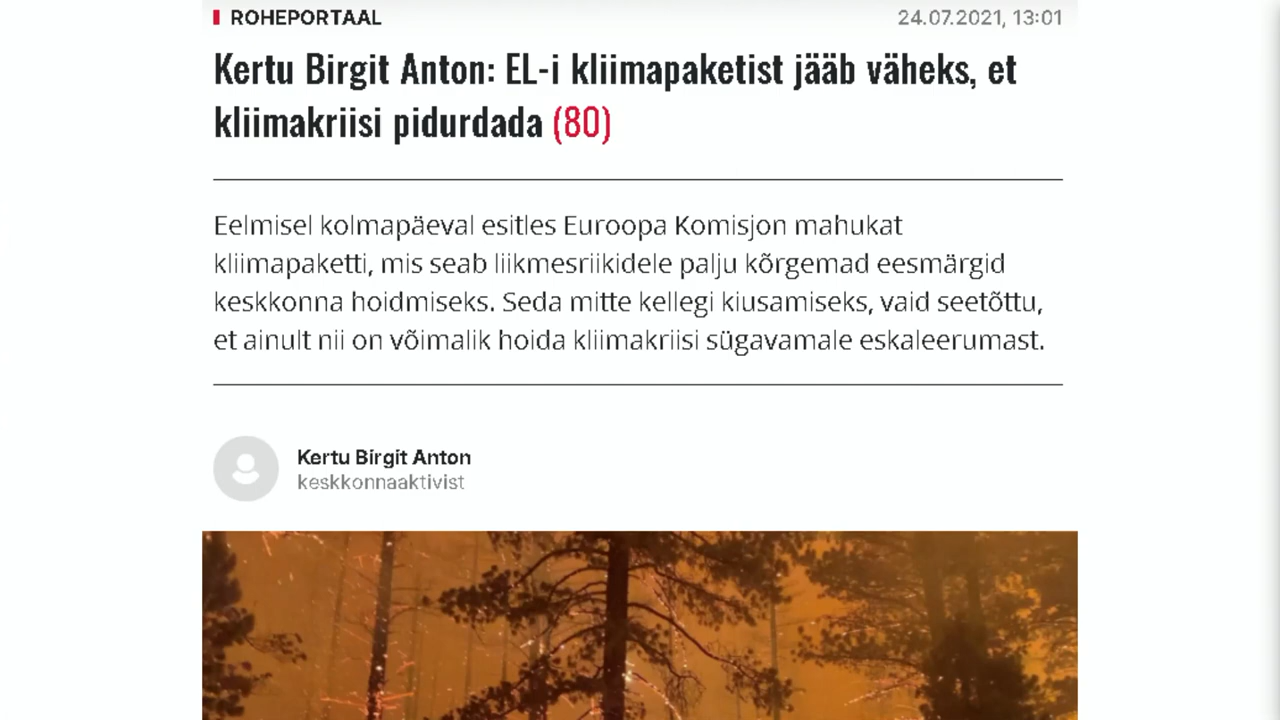 ROHEPORTAAL
24.07.2021, 13:01
Kertu Birgit Anton: EL-i kliimapaketist jääb väheks, et
kliimakriisi pidurdada (80)
Eelmisel kolmapäeval esitles Euroopa Komisjon mahukat
kliimapaketti, mis seab liikmesriikidele palju kõrgemad eesmärgid
keskkonna hoidmiseks. Seda mitte kellegi kiusamiseks, vaid seetõttu,
et ainult nii on võimalik hoida kliimakriisi sügavamale eskaleerumast.
Kertu Birgit Anton
keskkonnaaktivist